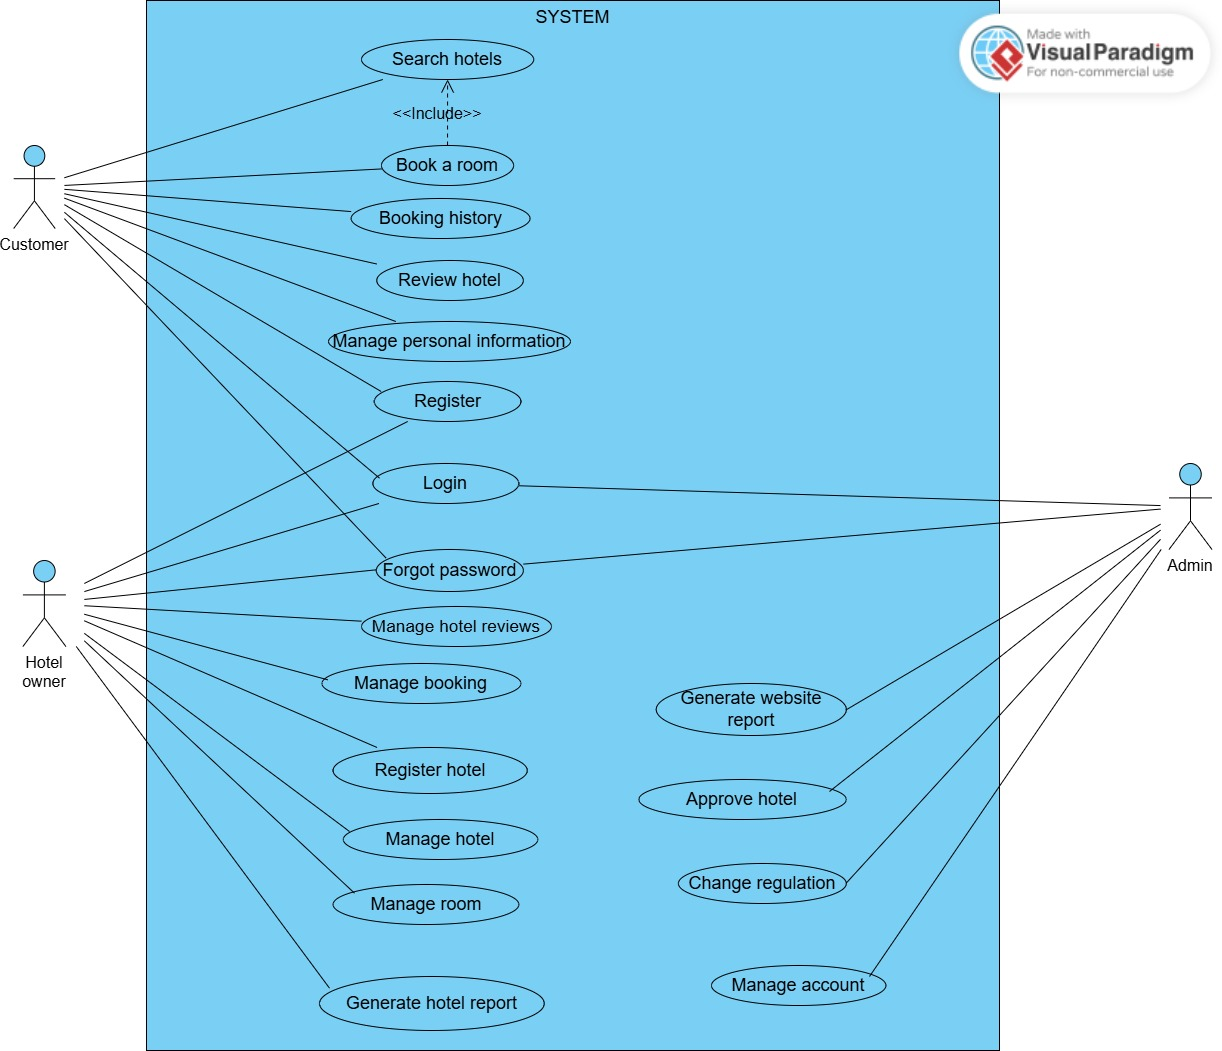 SYSTEM
Made with
VisualParadigm
For non-commercial use
Search hotels
<<Include>>
Book a room
Booking history
Customer
Review hotel
Manage personal information
Register
Login
Forgot password
Admin
Manage hotel reviews
Hotel
owner
Manage booking
Generate website
report
Register hotel
Approve hotel
Manage hotel
Change regulation
Manage room
Manage account
Generate hotel report